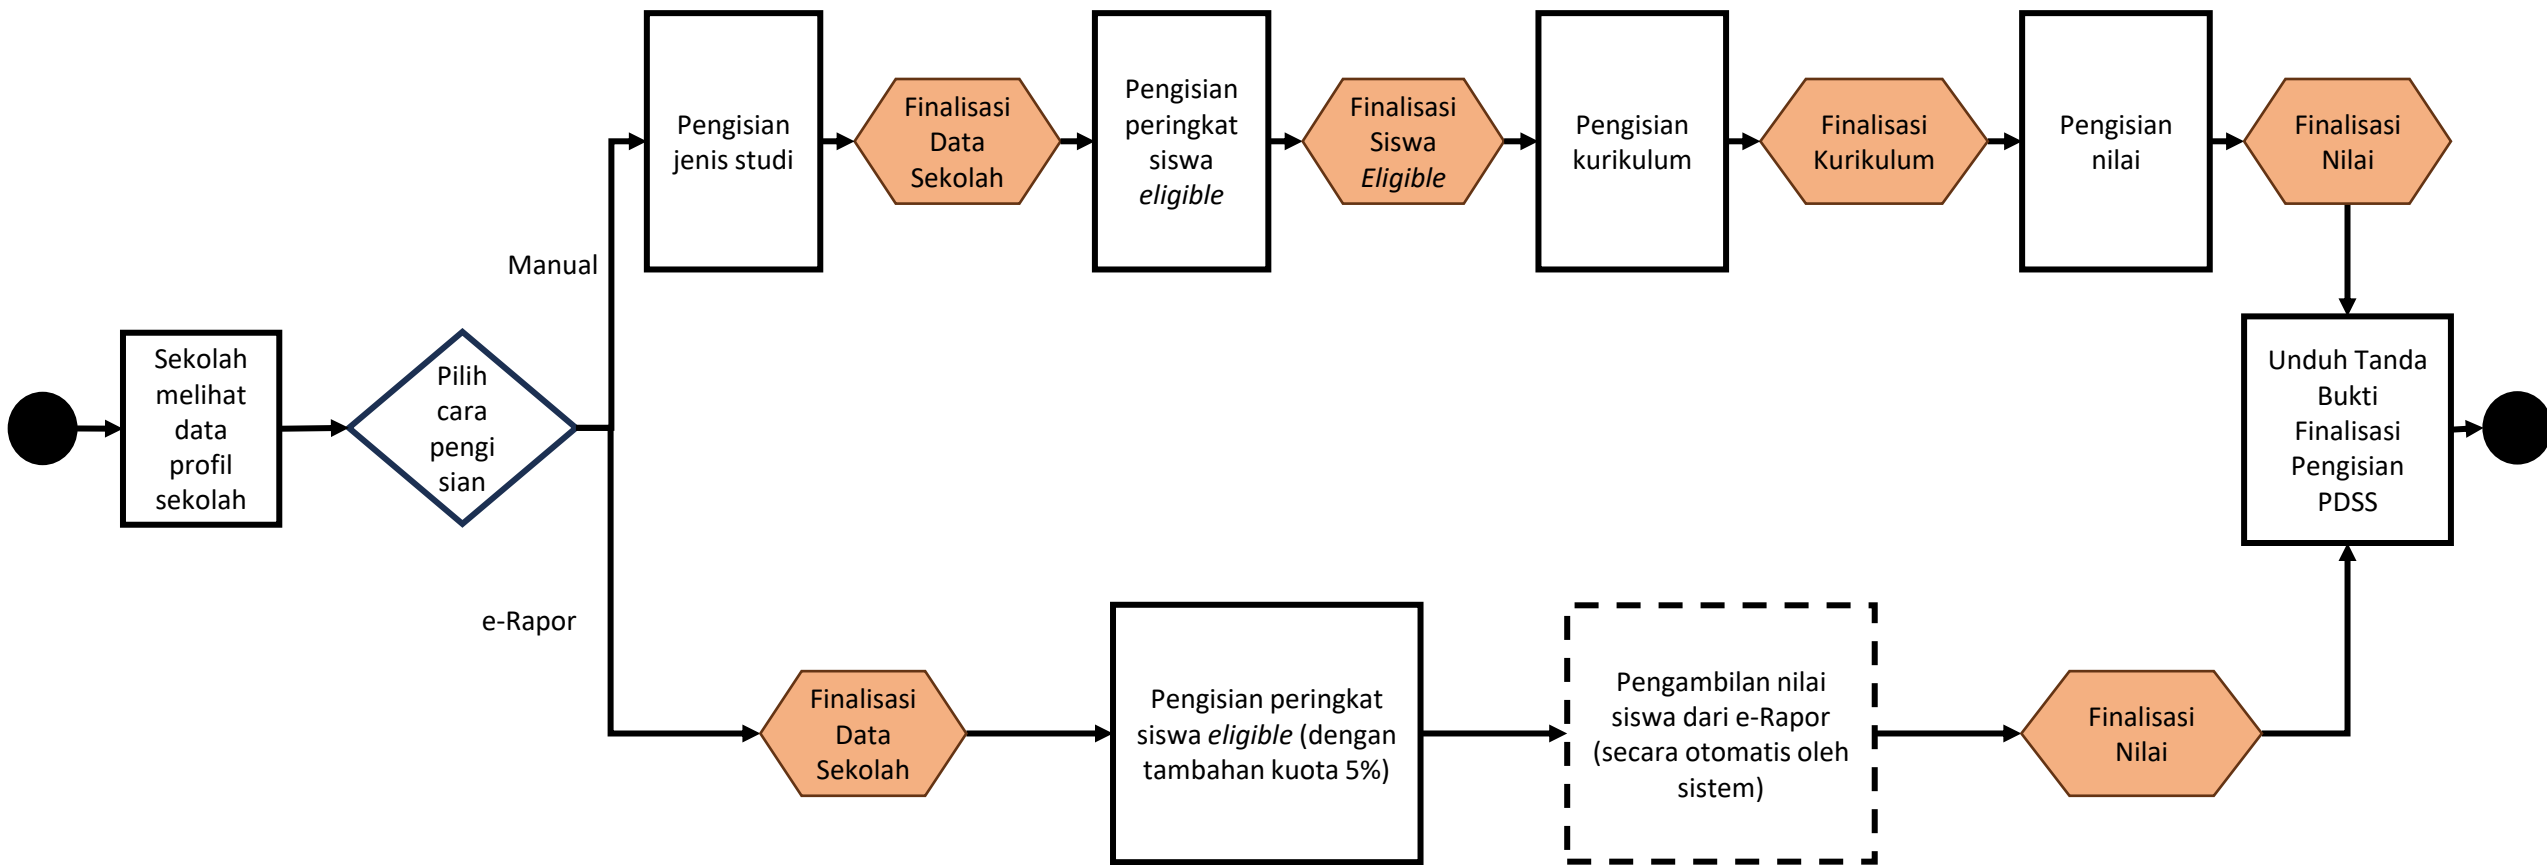 Pengisian
jenis studi
Finalisasi
Data
Sekolah
Pengisian
peringkat
siswa
eligible
Finalisasi
Siswa
Eligible
Pengisian
kurikulum
Finalisasi
Kurikulum
Pengisian
nilai
Finalisasi
Nilai
Manual
Sekolah
melihat
data
profil
sekolah
Pilih
cara
pengi
sian
Unduh Tanda
Bukti
Finalisasi
Pengisian
PDSS
e-Rapor
Finalisasi
Data
Sekolah
Pengisian peringkat
siswa eligible (dengan
tambahan kuota 5%)
Pengambilan nilai
siswa dari e-Rapor
(secara otomatis oleh
sistem)
Finalisasi
Nilai